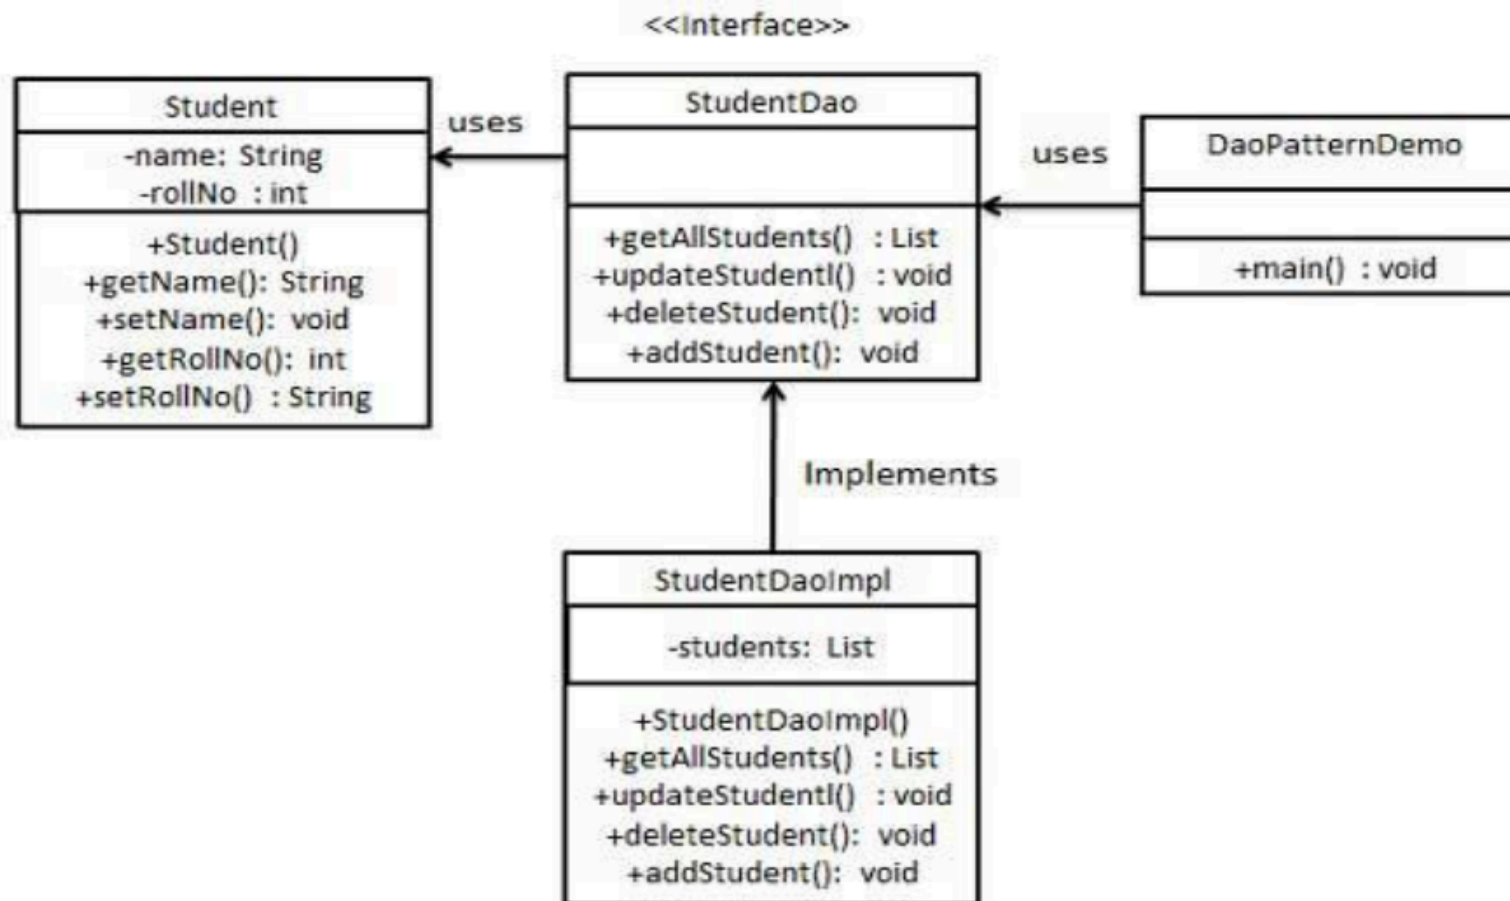 <<Interface>>
Student
-name: String
-rollNo : int
+Student()
+getName(): String
+setName(): void
+getRollNo(): int
+setRollNo() : String
uses
StudentDao
+getAllStudents() : List
+updateStudentl() : void
+deleteStudent(): void
+addStudent(): void
uses
DaoPatternDemo
+main() : void
Implements
StudentDaoImpl
-students: List
+StudentDaoImpl()
+getAllStudents() : List
+updateStudentl() : void
+deleteStudent(): void
+addStudent(): void